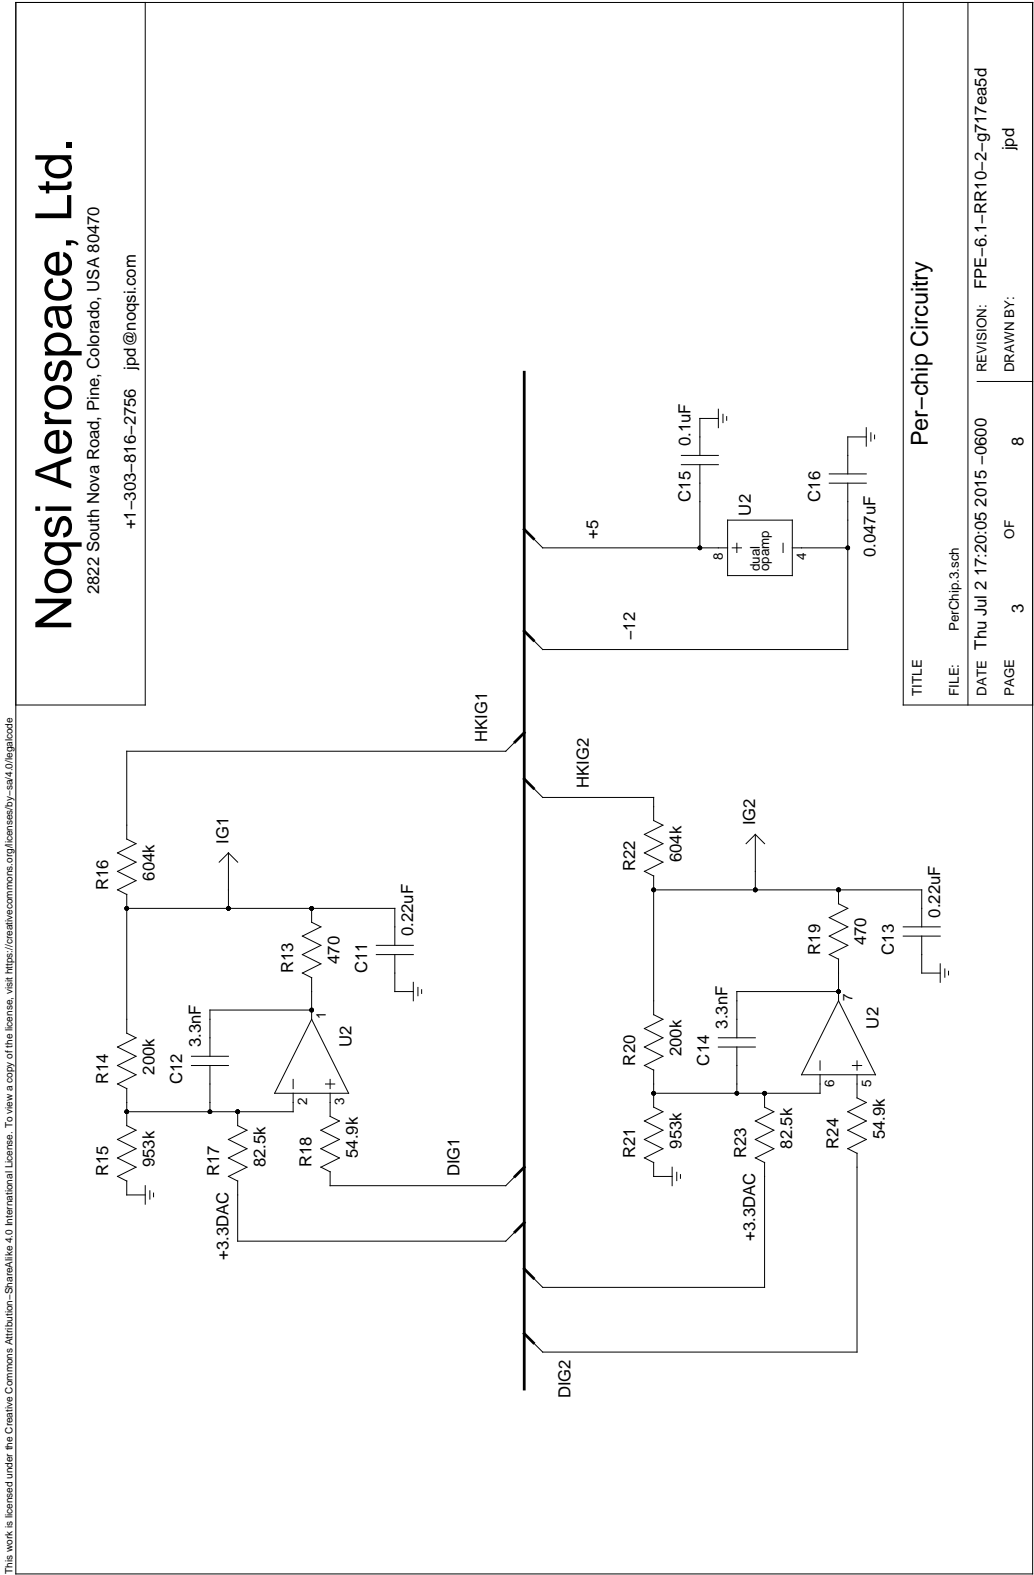 This work is licensed under the Creative Commons Attribution−ShareAlike 4.0 International License. To view a copy of the license, visit https://creativecommons.org/licenses/by−sa/4.0/legalcode
Noqsi Aerospace, Ltd.
2822 South Nova Road, Pine, Colorado, USA 80470
+1−303−816−2756 jpd@noqsi.com
R15
953k
R14
200k
R16
604k
HKIG1
C12
3.3nF
IG1
R17
82.5k
+3.3DAC
R18
54.9k
2
3
1
U2
R13
470
C11
0.22uF
DIG1
DIG2
HKIG2
R21
953k
R20
200k
R22
604k
C14
3.3nF
IG2
R23
82.5k
+3.3DAC
R24
54.9k
6
5
7
U2
R19
470
C13
0.22uF
−12
+5
C15
0.1uF
U2
8
+
dual
opamp
−
4
C16
0.047uF
TITLE
Per−chip Circuitry
FILE: PerChip.3.sch
DATE Thu Jul 2 17:20:05 2015 −0600
REVISION: FPE−6.1−RR10−2−g717ea5d
PAGE 3 OF 8
DRAWN BY: jpd